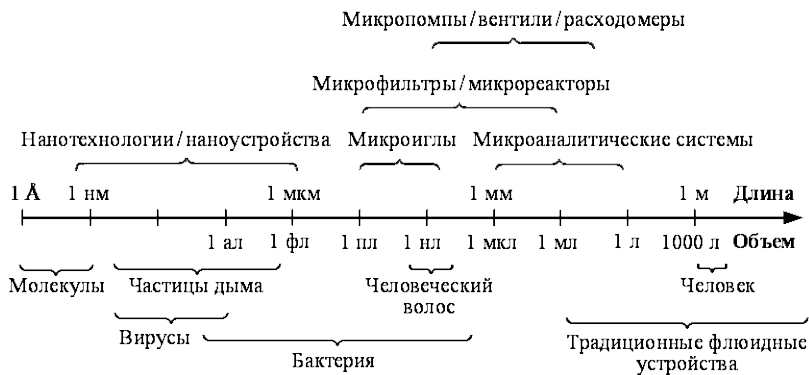 Микропомпы/вентили/расходомеры
Микрофильтры/микрореакторы
Нанотехнологии/наноустройства Микроиглы Микроаналитические системы
1 Å 1 нм 1 мкм 1 мм 1 м Длина
1 ал 1 фл 1 пл 1 нл 1 мкл 1 мл 1 л 1000 л Объем
Молекулы Частицы дыма Человеческий волос Человек
Вирусы Бактерия Традиционные флюидные устройства